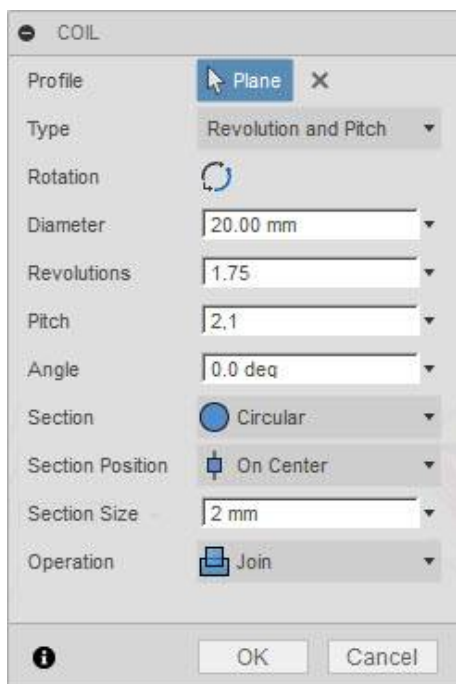 COIL
Profile Plane
Type Revolution and Pitch
Rotation
Diameter 20.00 mm
Revolutions 1.75
Pitch 2,1
Angle 0.0 deg
Section Circular
Section Position On Center
Section Size 2 mm
Operation Join
OK Cancel